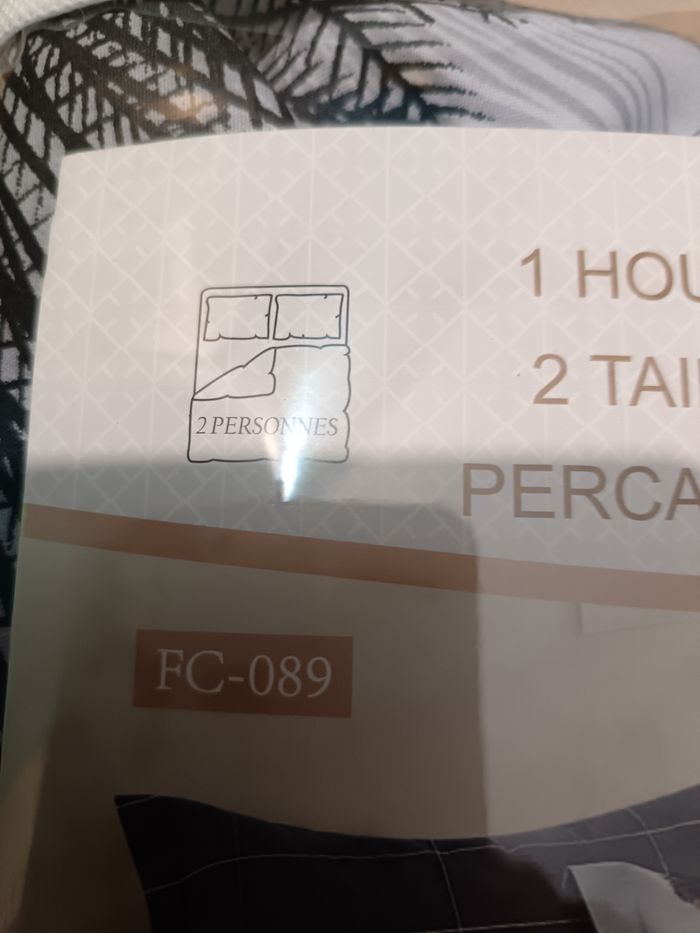 1 HOU
2 TAI
2 PERSONNES
PERCA
FC-089